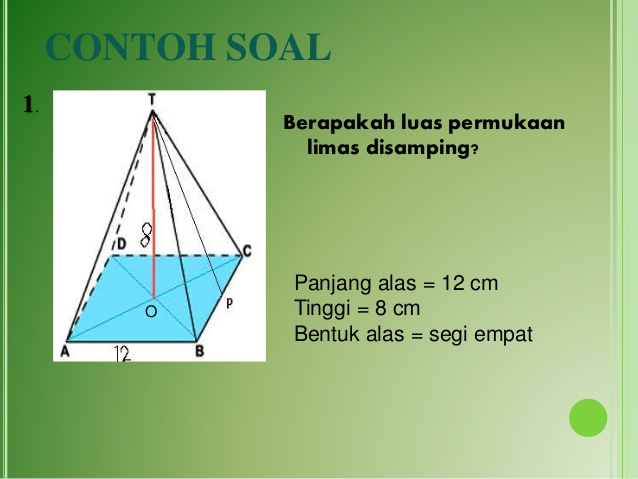 CONTOH SOAL
1.
Berapakah luas permukaan
limas disamping?
T
D
8
C
O
P
A
12
B
Panjang alas = 12 cm
Tinggi = 8 cm
Bentuk alas = segi empat